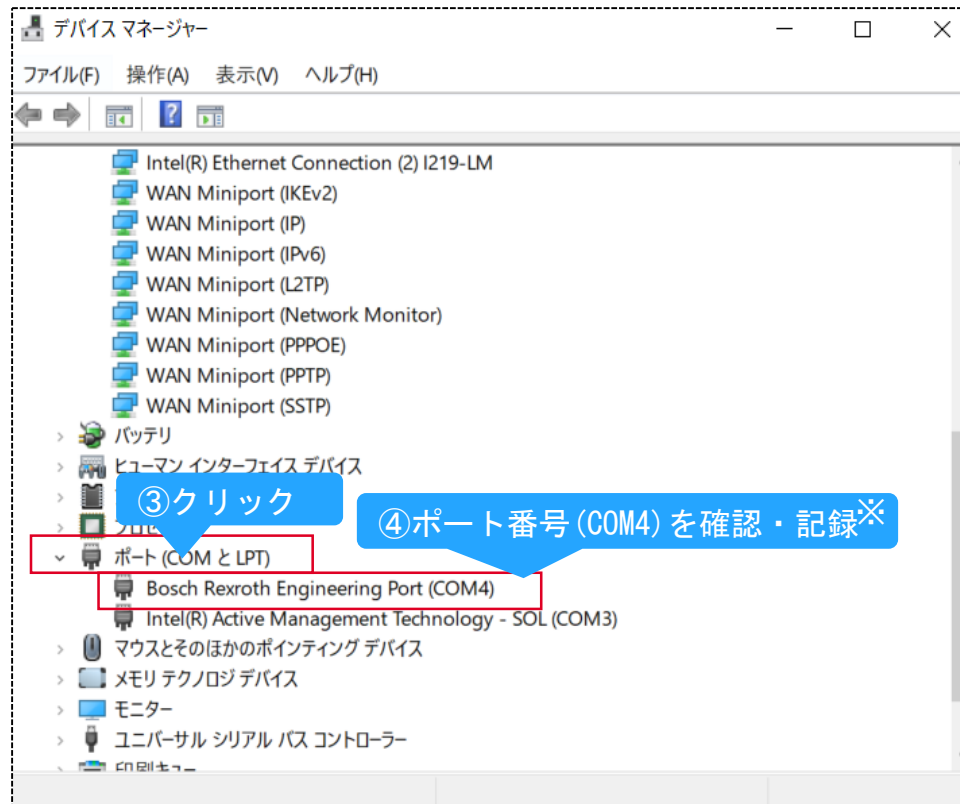 デバイス マネージャー
ファイル(F) 操作(A) 表示(V) ヘルプ(H)
Intel(R) Ethernet Connection (2) I219-LM
WAN Miniport (IKEv2)
WAN Miniport (IP)
WAN Miniport (IPv6)
WAN Miniport (L2TP)
WAN Miniport (Network Monitor)
WAN Miniport (PPPOE)
WAN Miniport (PPTP)
WAN Miniport (SSTP)
バッテリ
ヒューマン インターフェイス デバイス
③クリック
④ポート番号(COM4)を確認・記録※
ポート (COM と LPT)
Bosch Rexroth Engineering Port (COM4)
Intel(R) Active Management Technology - SOL (COM3)
マウスとそのほかのポインティング デバイス
メモリ テクノロジ デバイス
モニター
ユニバーサル シリアル バス コントローラー
印刷キュー